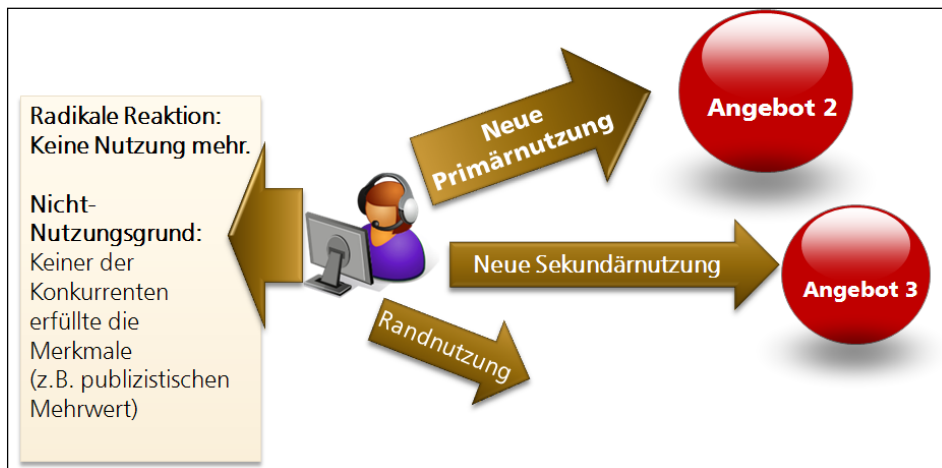 Radikale Reaktion:
Keine Nutzung mehr.
Nicht-
Nutzungsgrund:
Keiner der
Konkurrenten
erfüllte die
Merkmale
(z.B. publizistischen
Mehrwert)
Neue
Primärnutzung
Angebot 2
Neue Sekundärnutzung
Angebot 3
Randnutzung